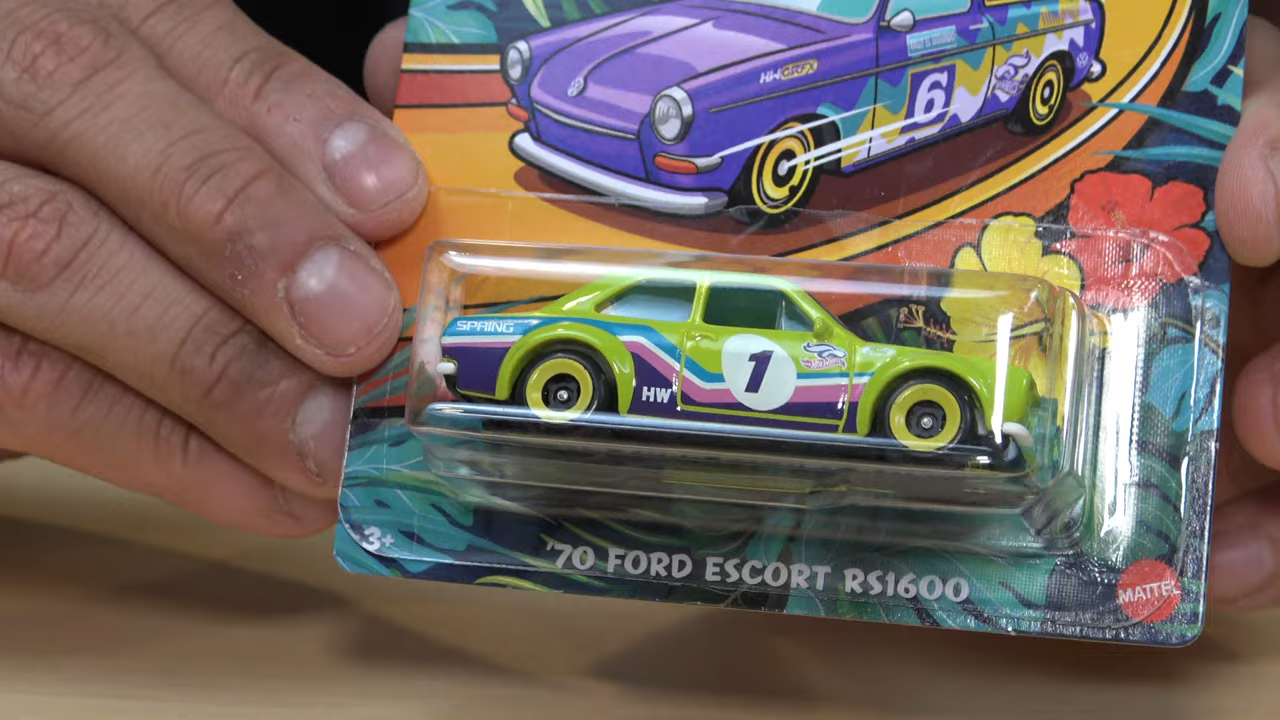 HW GRFX
6
SPRING
HW
1
3+
'70 FORD ESCORT RS1600
MATTEL